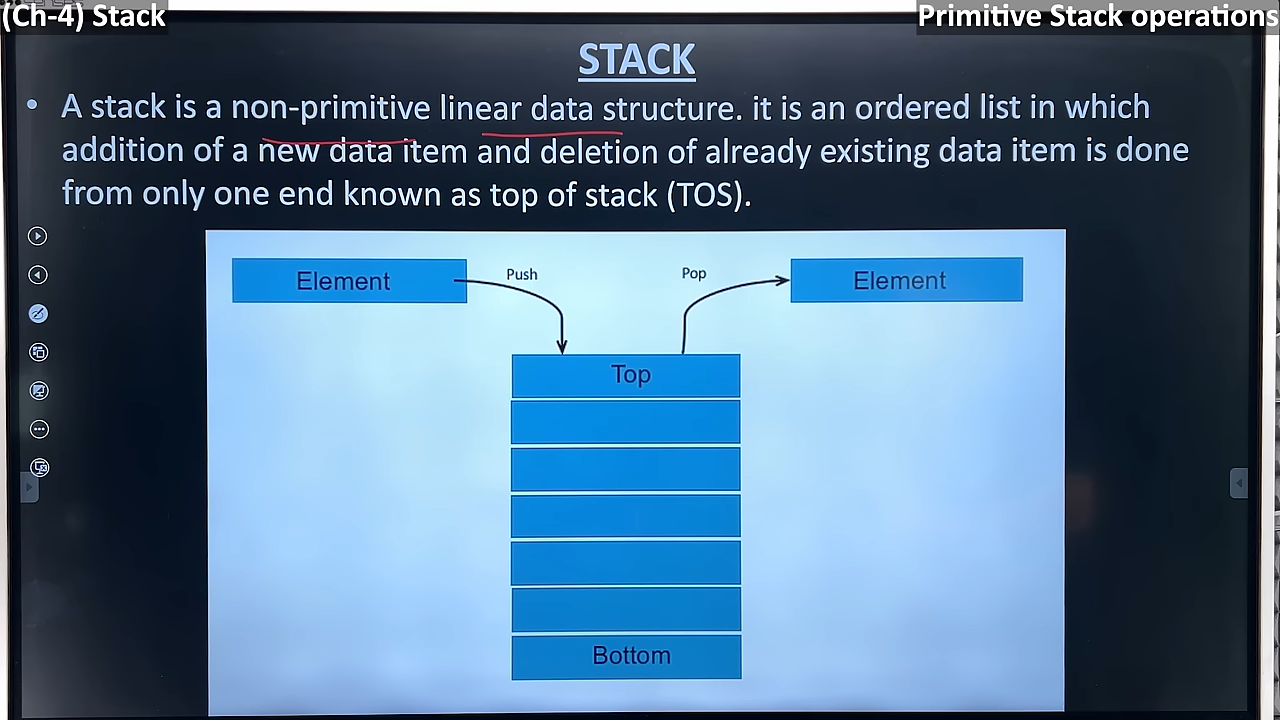 (Ch-4) Stack
Primitive Stack operations
STACK
• A stack is a non-primitive linear data structure. it is an ordered list in which
addition of a new data item and deletion of already existing data item is done
from only one end known as top of stack (TOS).
Element
Push
Pop
Element
Top
Bottom